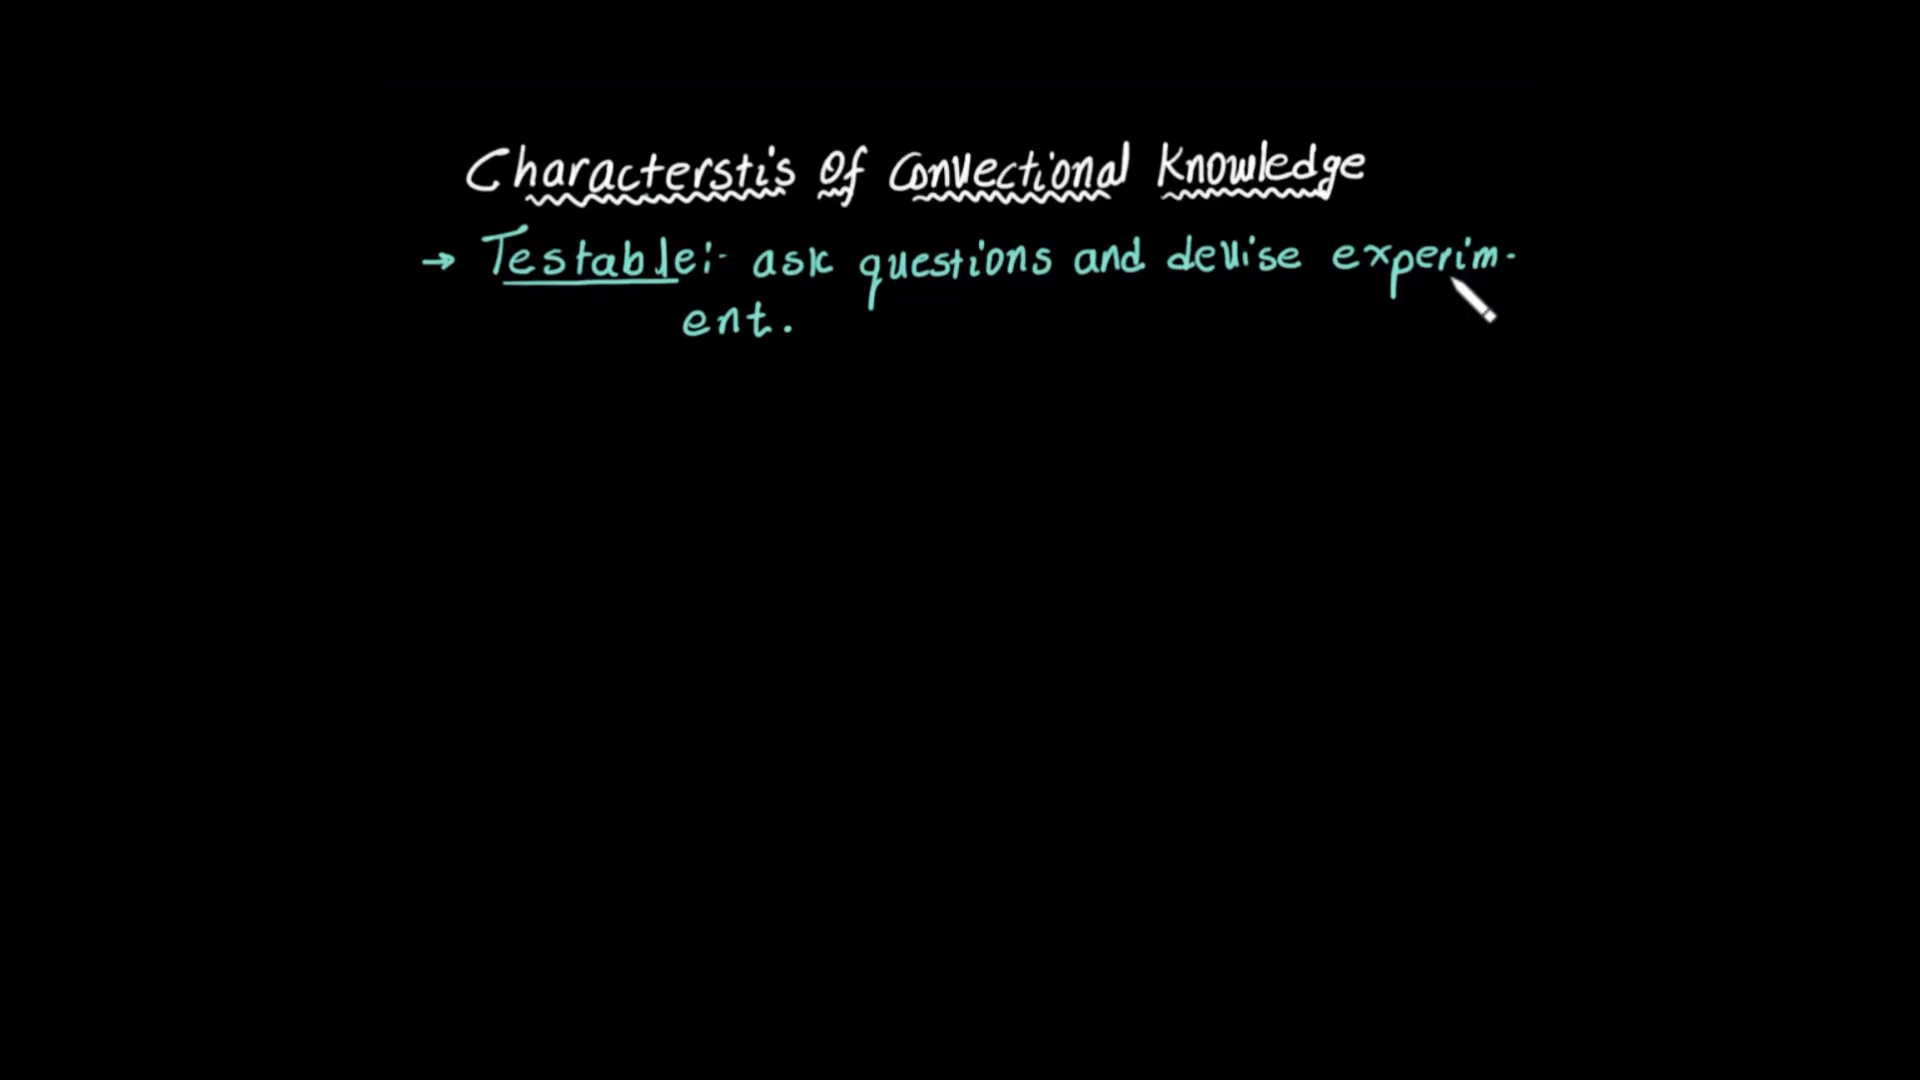 Characterstis Of Convectional Knowledge
→ Testable:- ask questions and devise experim-
ent.